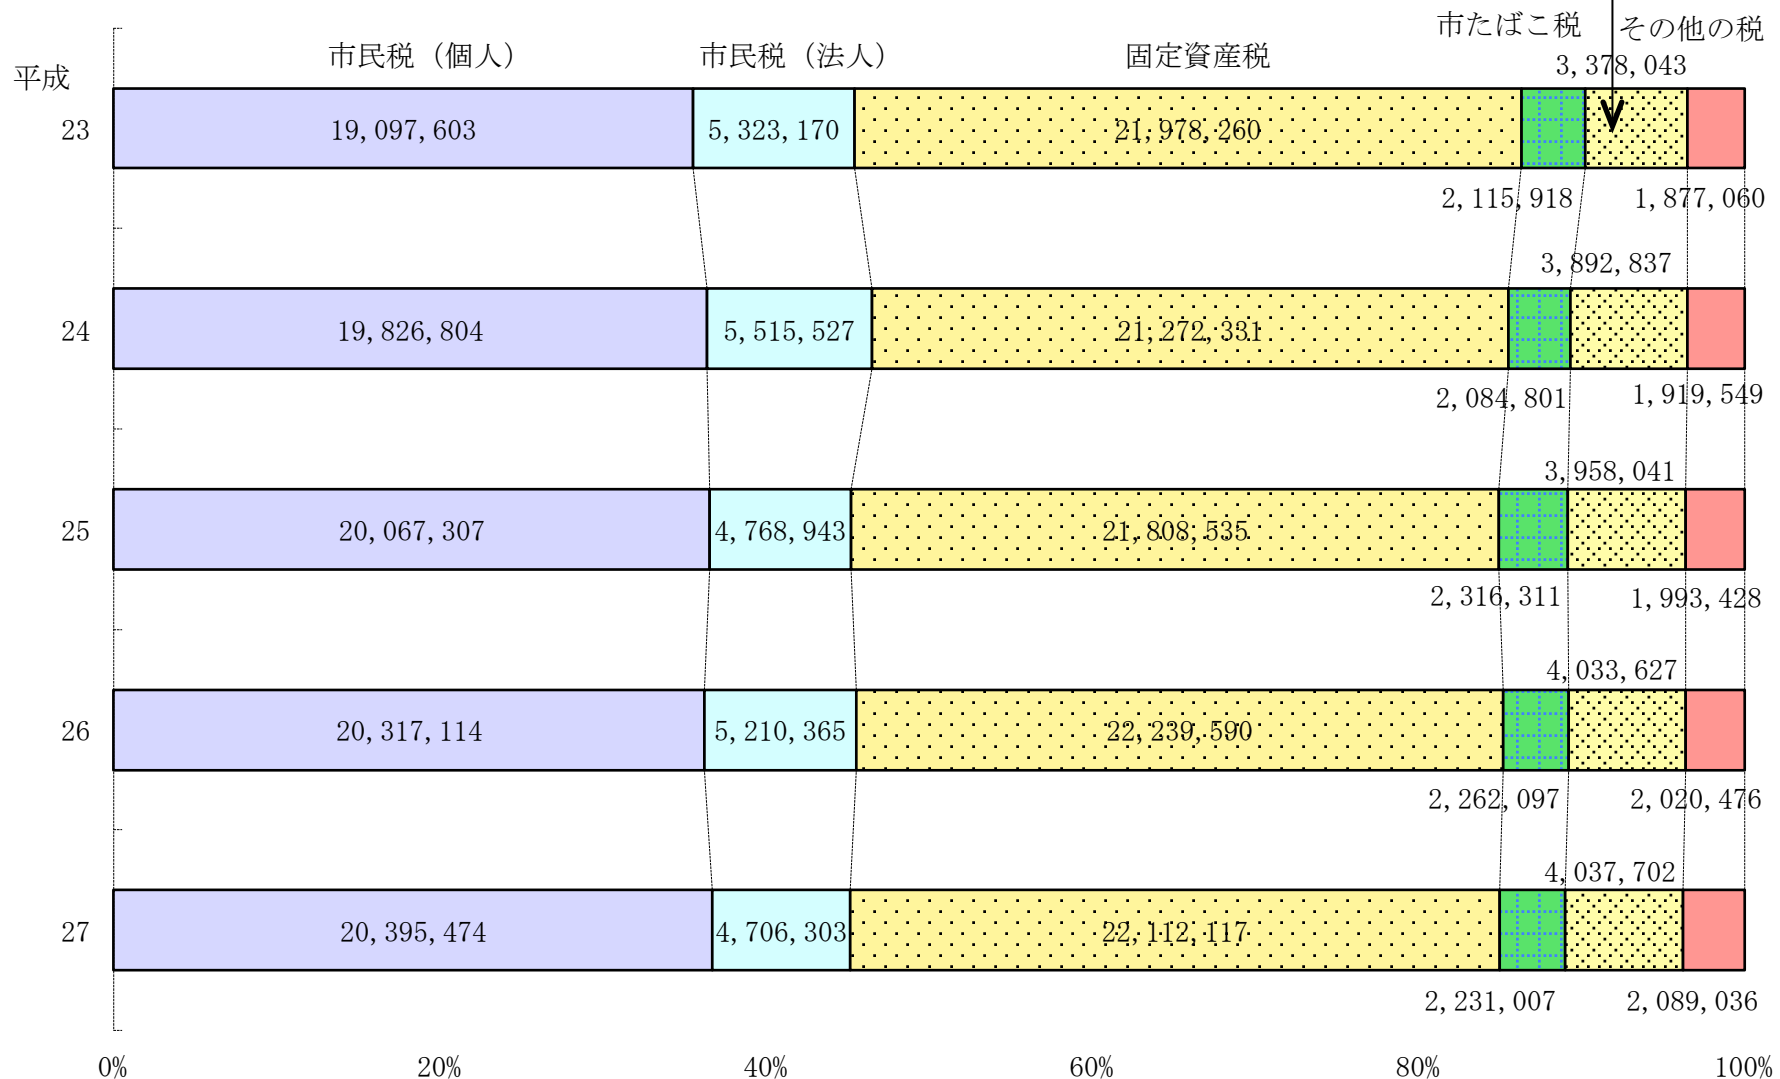 市たばこ税 その他の税
市民税（個人） 市民税（法人） 固定資産税
3,378,043
平成
23 19,097,603 5,323,170 21,978,260
2,115,918 1,877,060
3,892,837
24 19,826,804 5,515,527 21,272,331
2,084,801 1,919,549
3,958,041
25 20,067,307 4,768,943 21,808,535
2,316,311 1,993,428
4,033,627
26 20,317,114 5,210,365 22,239,590
2,262,097 2,020,476
4,037,702
27 20,395,474 4,706,303 22,112,117
2,231,007 2,089,036
0% 20% 40% 60% 80% 100%